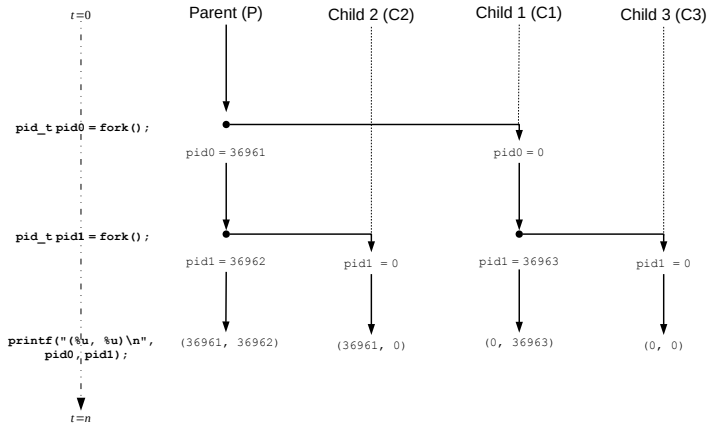 t=0
Parent (P) Child 2 (C2) Child 1 (C1) Child 3 (C3)
pid_t pid0 = fork();
pid0 = 36961 pid0 = 0
pid_t pid1 = fork();
pid1 = 36962 pid1 = 0 pid1 = 36963 pid1 = 0
printf("(%u, %u)\n",
pid0, pid1);
(36961, 36962) (36961, 0) (0, 36963) (0, 0)
t=n